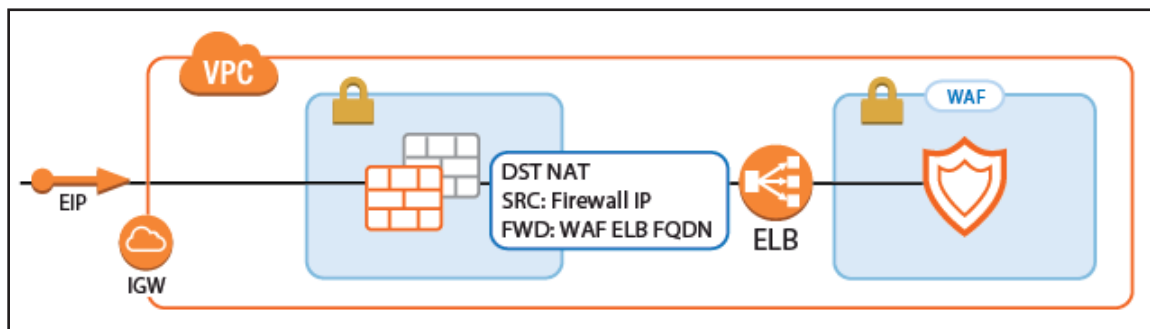 VPC
WAF
EIP
DST NAT
SRC: Firewall IP
FWD: WAF ELB FQDN
ELB
IGW